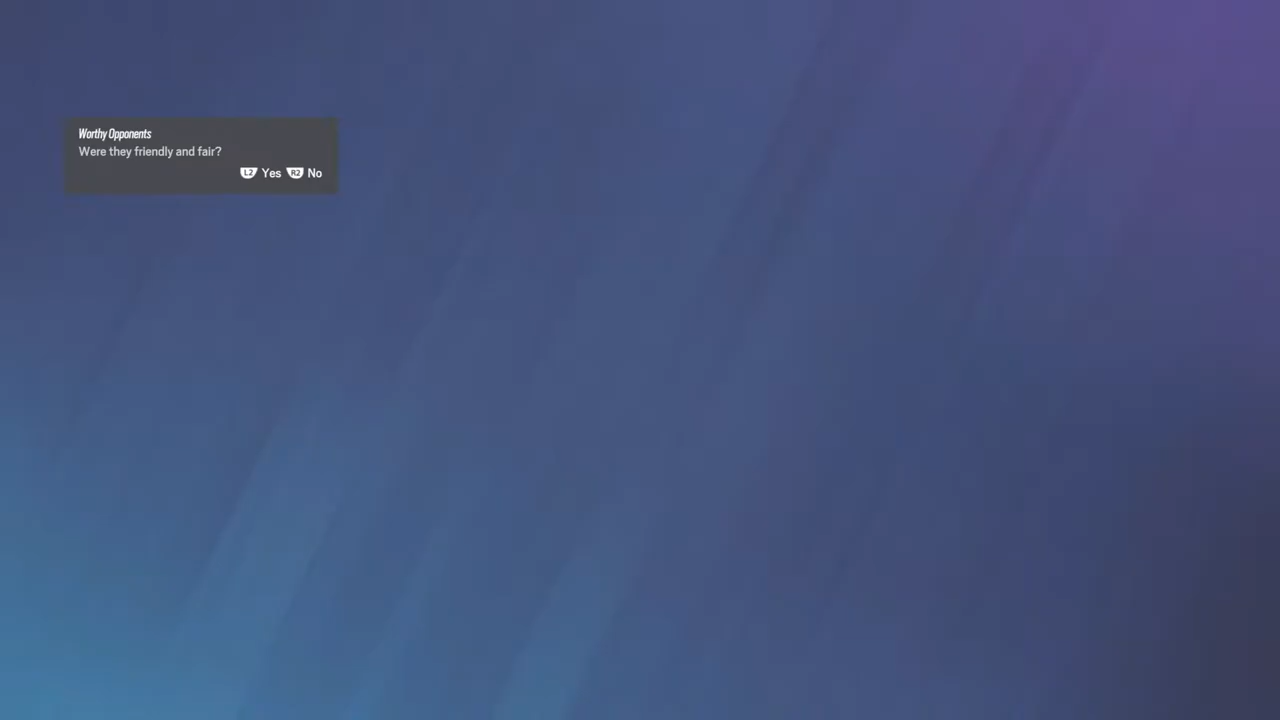 Worthy Opponents
Were they friendly and fair?
L2 Yes R2 No